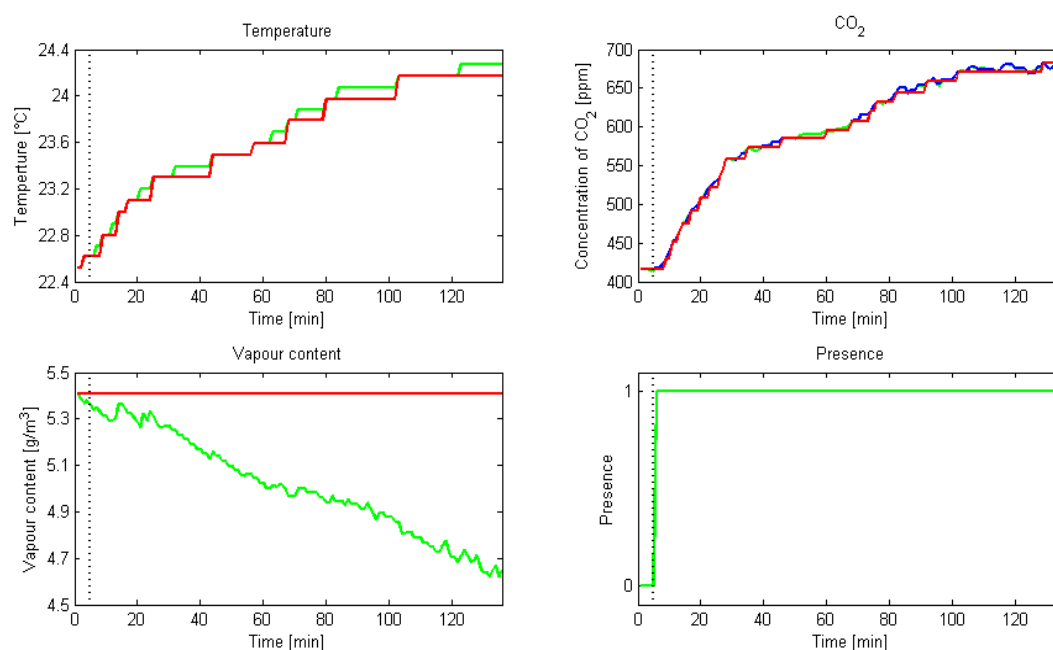 Temperature
24.4
24
23.6
23.2
22.8
22.4
Temperture [°C]
0 20 40 60 80 100 120
Time [min]
CO2
700
650
600
550
500
450
400
Concentration of CO2 [ppm]
0 20 40 60 80 100 120
Time [min]
Vapour content
5.5
5.3
5.1
4.9
4.7
4.5
Vapour content [g/m³]
0 20 40 60 80 100 120
Time [min]
Presence
1
0
Presence
0 20 40 60 80 100 120
Time [min]